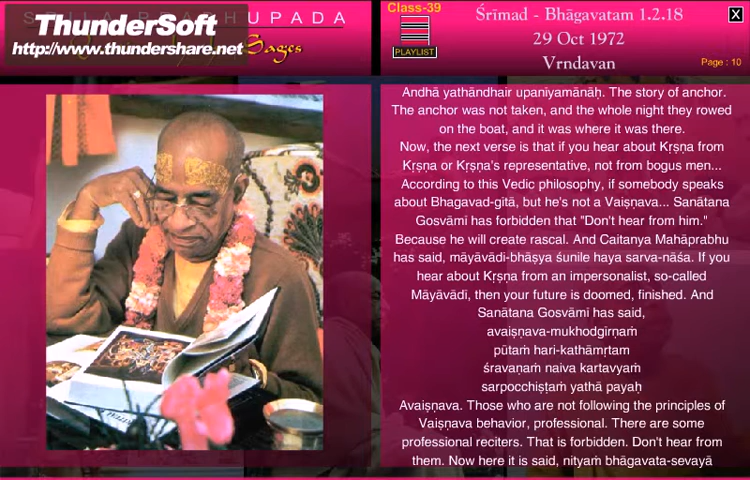 ThunderSoft
http://www.thundershare.net
HUPADA
Sages
Class-39
PLAYLIST
Śrīmad - Bhāgavatam 1.2.18
29 Oct 1972
Vrndavan
X
Page : 10
Andhā yathāndhair upanīyamānāḥ. The story of anchor.
The anchor was not taken, and the whole night they rowed
on the boat, and it was where it was there.
Now, the next verse is that if you hear about Kṛṣṇa from
Kṛṣṇa or Kṛṣṇa's representative, not from bogus men...
According to this Vedic philosophy, if somebody speaks
about Bhagavad-gītā, but he's not a Vaiṣṇava... Sanātana
Gosvāmī has forbidden that "Don't hear from him."
Because he will create rascal. And Caitanya Mahāprabhu
has said, māyāvādi-bhāṣya śunile haya sarva-nāśa. If you
hear about Kṛṣṇa from an impersonalist, so-called
Māyāvādī, then your future is doomed, finished. And
Sanātana Gosvāmī has said,
avaiṣṇava-mukhodgīrṇaṁ
pūtaṁ hari-kathāmṛtam
śravaṇaṁ naiva kartavyaṁ
sarpocchiṣṭaṁ yathā payaḥ
Avaiṣṇava. Those who are not following the principles of
Vaiṣṇava behavior, professional. There are some
professional reciters. That is forbidden. Don't hear from
them. Now here it is said, nityaṁ bhāgavata-sevayā